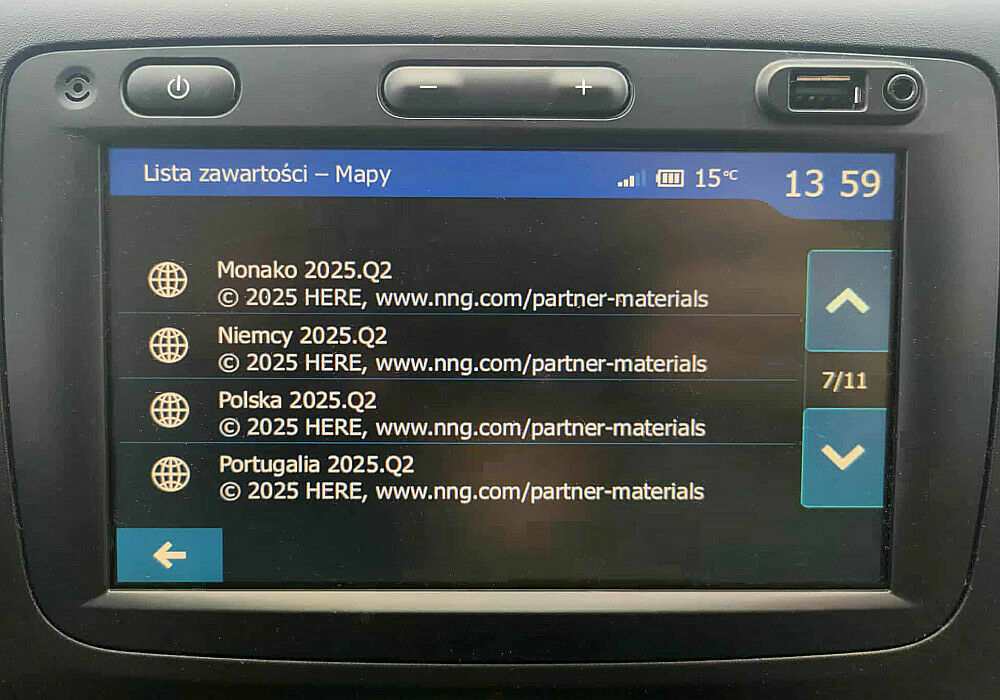 Lista zawartości – Mapy
15°C
13 59
Monako 2025.Q2
© 2025 HERE, www.nng.com/partner-materials
Niemcy 2025.Q2
© 2025 HERE, www.nng.com/partner-materials
7/11
Polska 2025.Q2
© 2025 HERE, www.nng.com/partner-materials
Portugalia 2025.Q2
© 2025 HERE, www.nng.com/partner-materials